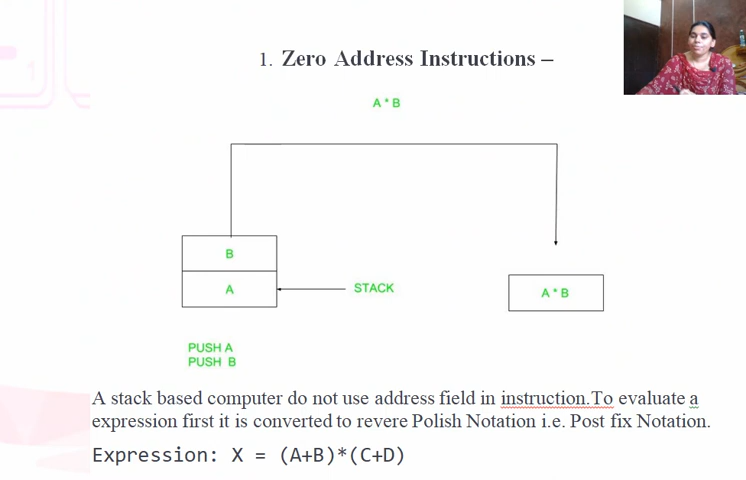 1. Zero Address Instructions –
A * B
B
A
STACK
A * B
PUSH A
PUSH B
A stack based computer do not use address field in instruction.To evaluate a
expression first it is converted to revere Polish Notation i.e. Post fix Notation.
Expression: X = (A+B)*(C+D)